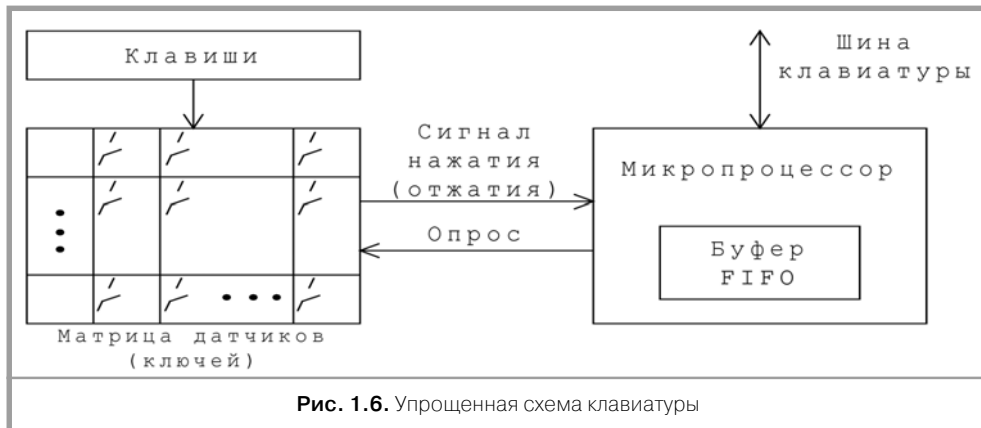 Клавиши
Шина
клавиатуры
Сигнал
нажатия
(отжатия)
Опрос
Микропроцессор
Буфер
FIFO
Матрица датчиков
(ключей)
Рис. 1.6. Упрощенная схема клавиатуры